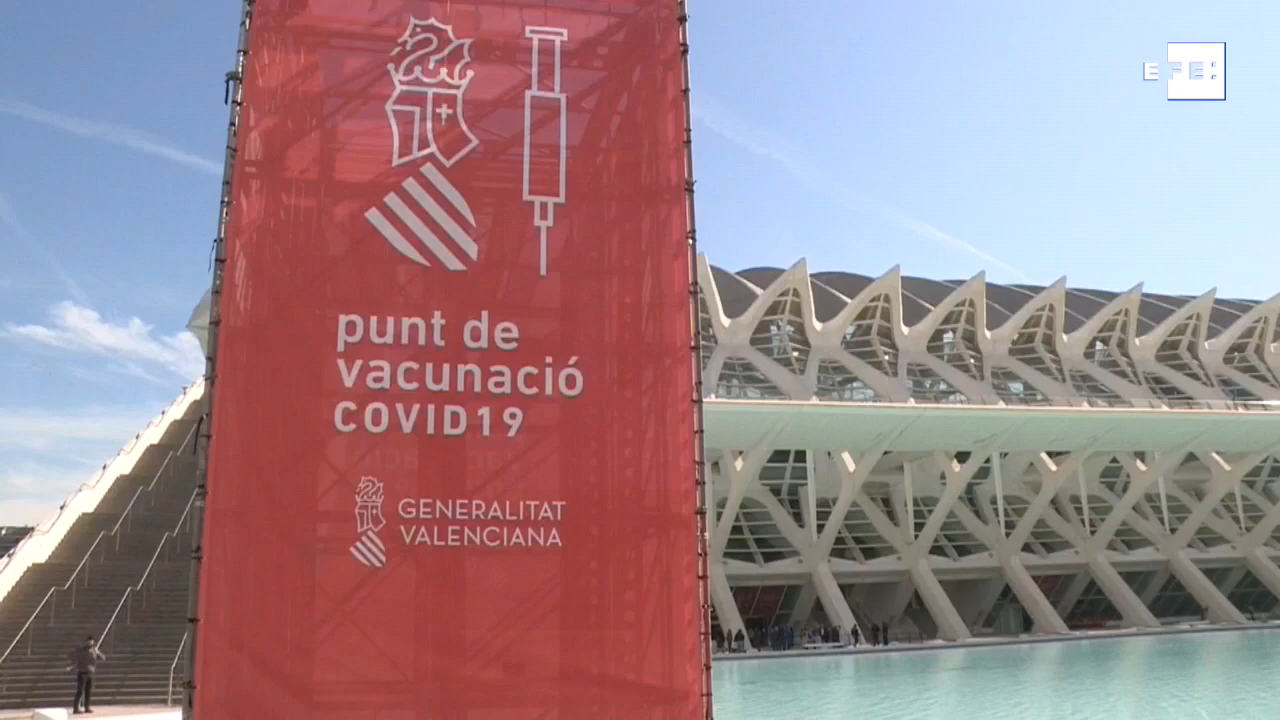 EFE:
punt de
vacunació
COVID19
GENERALITAT
VALENCIANA